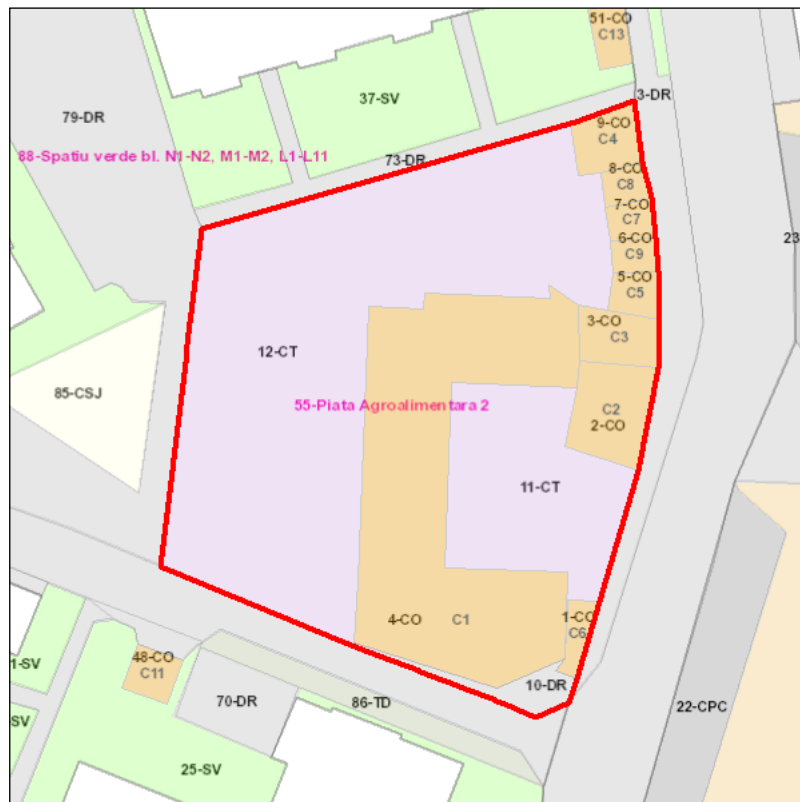 51-CO
C13
37-SV
3-DR
79-DR
9-CO
C4
88-Spatiu verde bl. N1-N2, M1-M2, L1-L11
73-DR
8-CO
C8
7-CO
C7
6-CO
C9
23
5-CO
C5
3-CO
C3
12-CT
85-CSJ
55-Piata Agroalimentara 2
C2
2-CO
11-CT
4-CO
C1
1-CO
C6
48-CO
C11
1-SV
10-DR
70-DR
86-TD
22-CPC
SV
25-SV